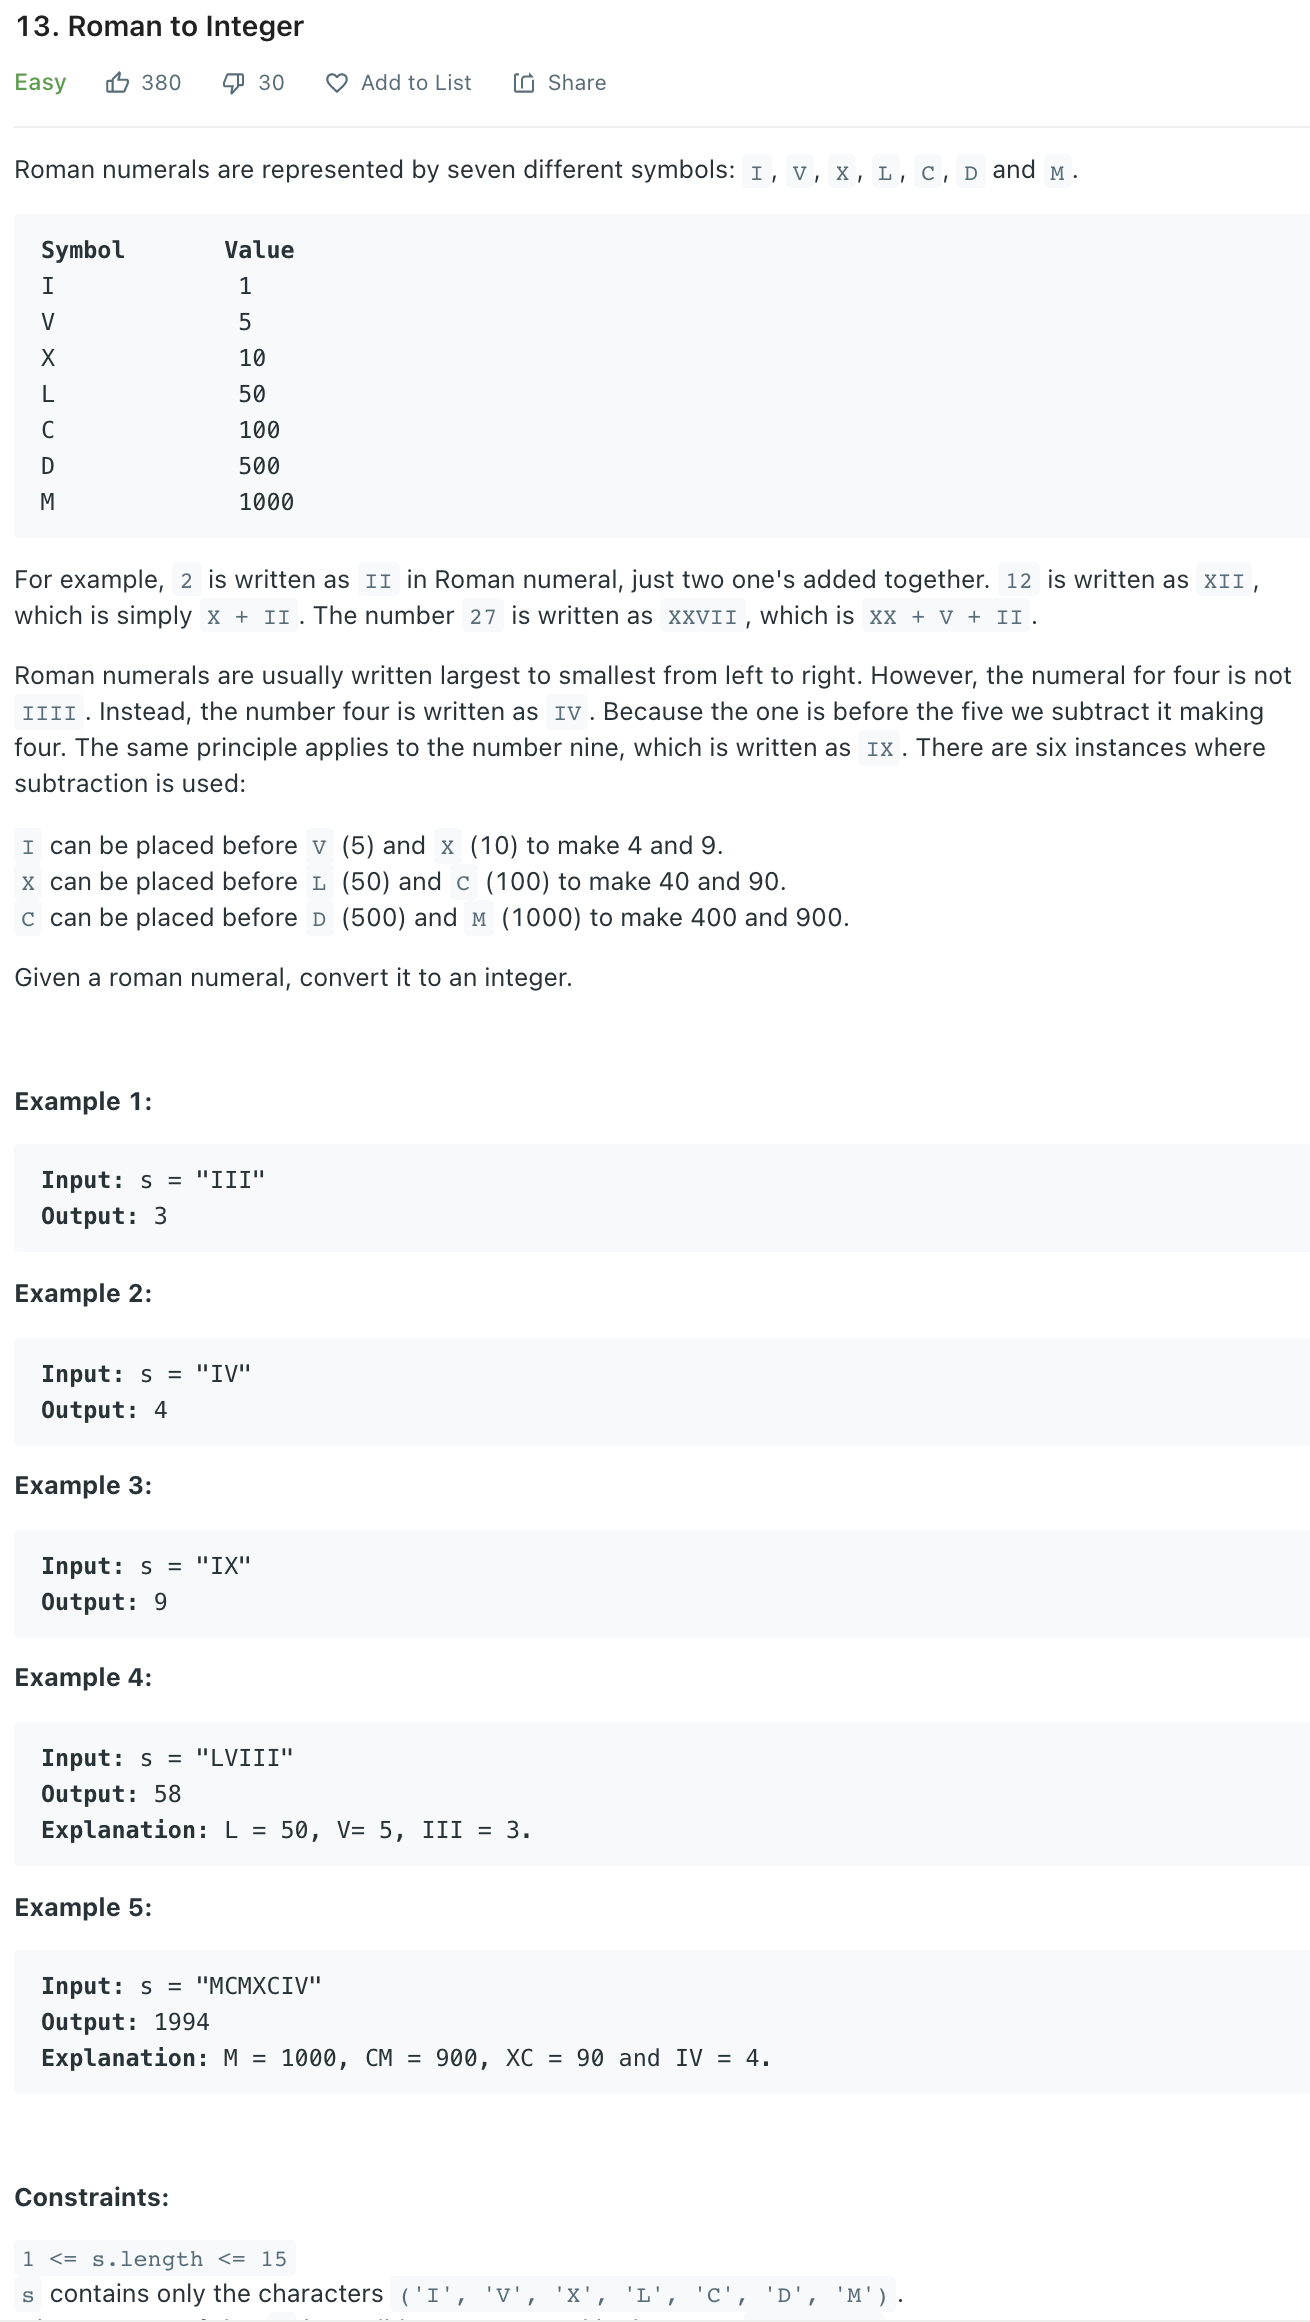 13. Roman to Integer
Easy 380 30 Add to List Share
Roman numerals are represented by seven different symbols: I, V, X, L, C, D and M.
Symbol Value
I 1
V 5
X 10
L 50
C 100
D 500
M 1000
For example, 2 is written as II in Roman numeral, just two one's added together. 12 is written as XII,
which is simply X + II. The number 27 is written as XXVII, which is XX + V + II.
Roman numerals are usually written largest to smallest from left to right. However, the numeral for four is not
IIII. Instead, the number four is written as IV. Because the one is before the five we subtract it making
four. The same principle applies to the number nine, which is written as IX. There are six instances where
subtraction is used:
I can be placed before V (5) and X (10) to make 4 and 9.
X can be placed before L (50) and C (100) to make 40 and 90.
C can be placed before D (500) and M (1000) to make 400 and 900.
Given a roman numeral, convert it to an integer.
Example 1:
Input: s = "III"
Output: 3
Example 2:
Input: s = "IV"
Output: 4
Example 3:
Input: s = "IX"
Output: 9
Example 4:
Input: s = "LVIII"
Output: 58
Explanation: L = 50, V= 5, III = 3.
Example 5:
Input: s = "MCMXCIV"
Output: 1994
Explanation: M = 1000, CM = 900, XC = 90 and IV = 4.
Constraints:
1 <= s.length <= 15
s contains only the characters ('I', 'V', 'X', 'L', 'C', 'D', 'M').